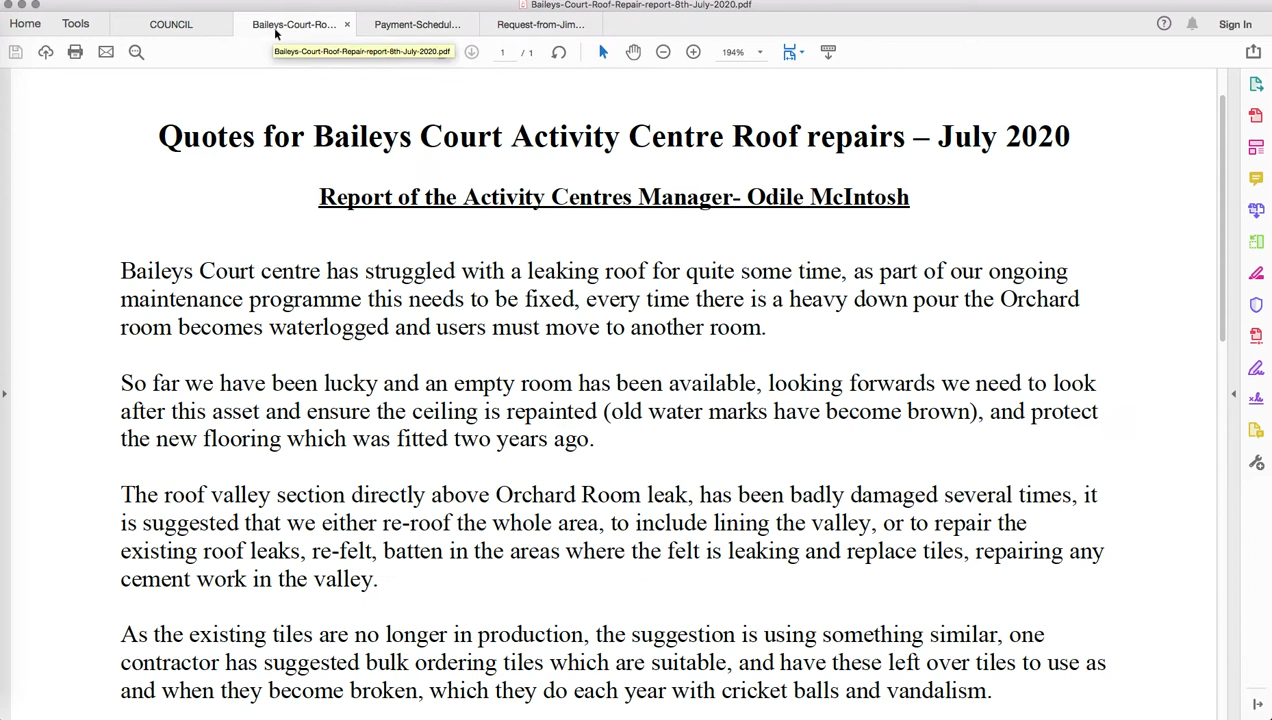 Baileys-Court-Roof-Repair-report-8th-July-2020.pdf
Home Tools COUNCIL Baileys-Court-Ro... × Payment-Schedul... Request-from-Jim... Sign In
Baileys-Court-Roof-Repair-report-8th-July-2020.pdf
1 / 1 194%
Quotes for Baileys Court Activity Centre Roof repairs – July 2020
Report of the Activity Centres Manager- Odile McIntosh
Baileys Court centre has struggled with a leaking roof for quite some time, as part of our ongoing
maintenance programme this needs to be fixed, every time there is a heavy down pour the Orchard
room becomes waterlogged and users must move to another room.
So far we have been lucky and an empty room has been available, looking forwards we need to look
after this asset and ensure the ceiling is repainted (old water marks have become brown), and protect
the new flooring which was fitted two years ago.
The roof valley section directly above Orchard Room leak, has been badly damaged several times, it
is suggested that we either re-roof the whole area, to include lining the valley, or to repair the
existing roof leaks, re-felt, batten in the areas where the felt is leaking and replace tiles, repairing any
cement work in the valley.
As the existing tiles are no longer in production, the suggestion is using something similar, one
contractor has suggested bulk ordering tiles which are suitable, and have these left over tiles to use as
and when they become broken, which they do each year with cricket balls and vandalism.